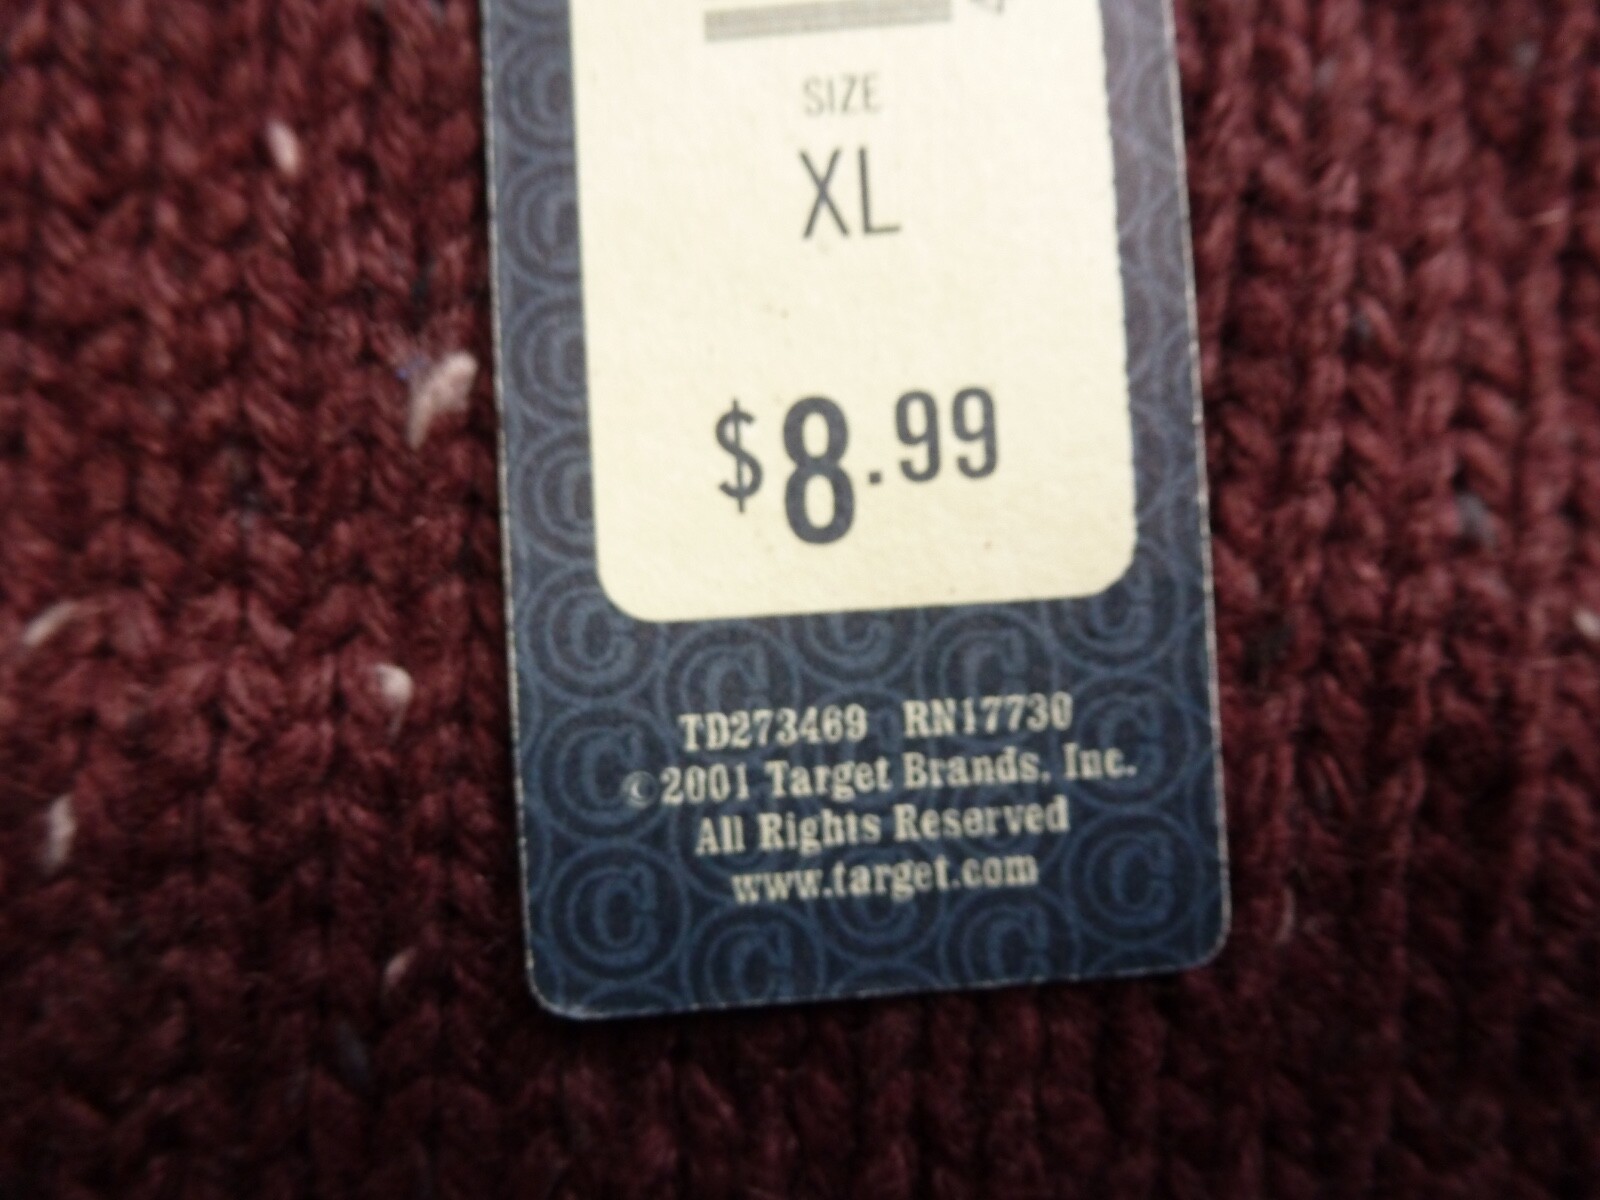 SIZE
XL
$8.99
TD273469 RN17730
©2001 Target Brands, Inc.
All Rights Reserved
www.target.com